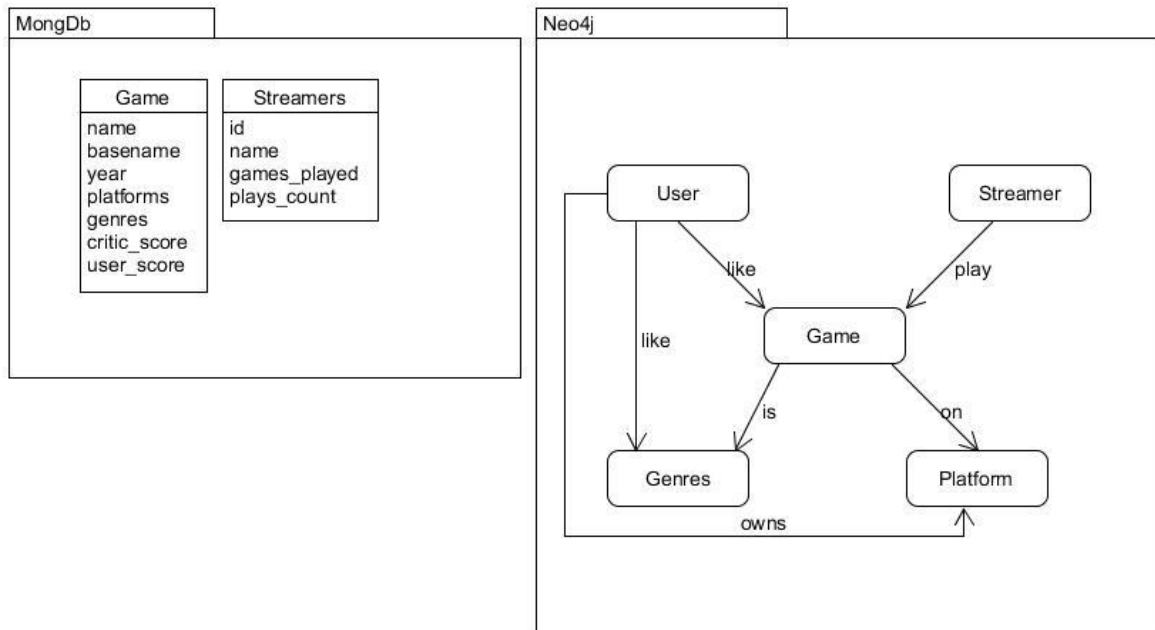 MongDb
Game
name
basename
year
platforms
genres
critic_score
user_score
Streamers
id
name
games_played
plays_count
Neo4j
User
Streamer
like
play
Game
like
is
on
Genres
Platform
owns